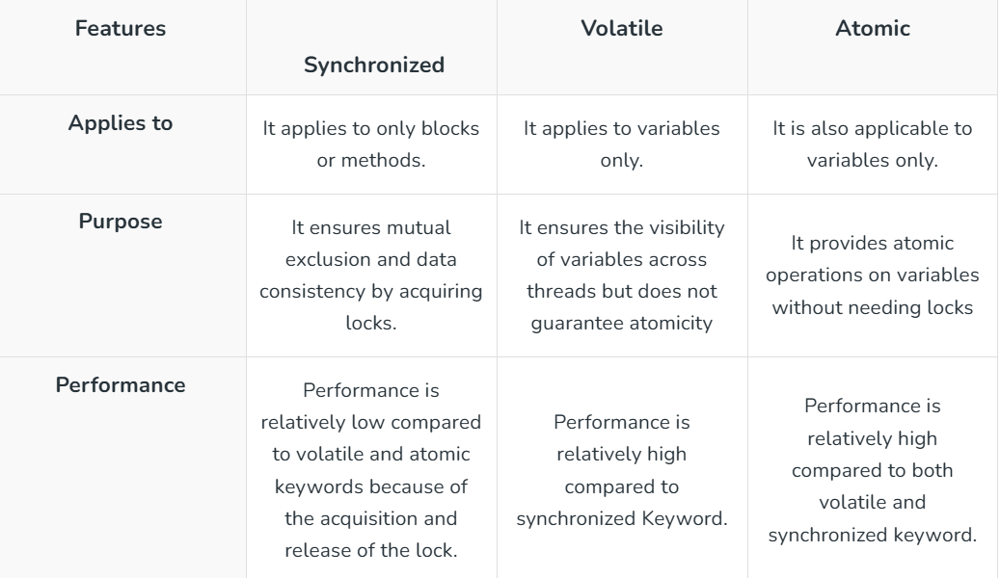 Features
Synchronized
Volatile
Atomic
Applies to
It applies to only blocks
or methods.
It applies to variables
only.
It is also applicable to
variables only.
Purpose
It ensures mutual
exclusion and data
consistency by acquiring
locks.
It ensures the visibility
of variables across
threads but does not
guarantee atomicity
It provides atomic
operations on variables
without needing locks
Performance
Performance is
relatively low compared
to volatile and atomic
keywords because of
the acquisition and
release of the lock.
Performance is
relatively high
compared to
synchronized Keyword.
Performance is
relatively high
compared to both
volatile and
synchronized keyword.